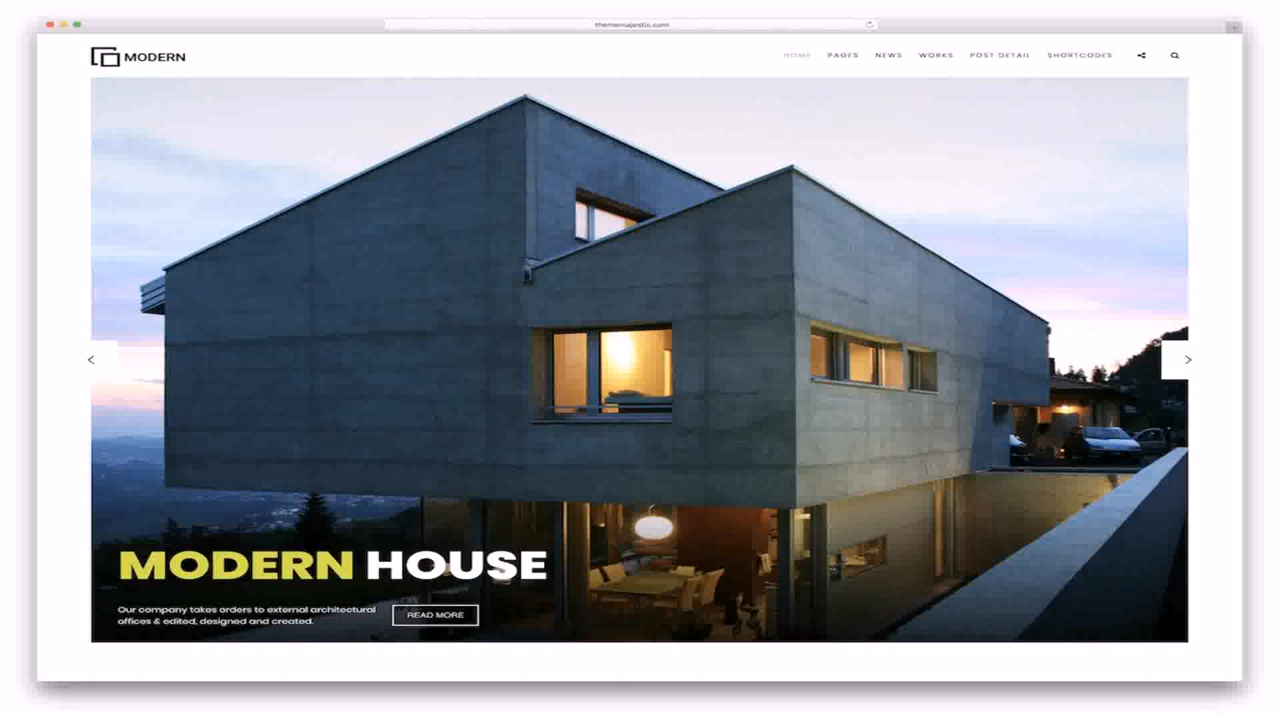 thememajestic.com
MODERN
HOME PAGES NEWS WORKS POST DETAIL SHORTCODES
MODERN HOUSE
Our company takes orders to external architectural
offices & edited, designed and created.
READ MORE